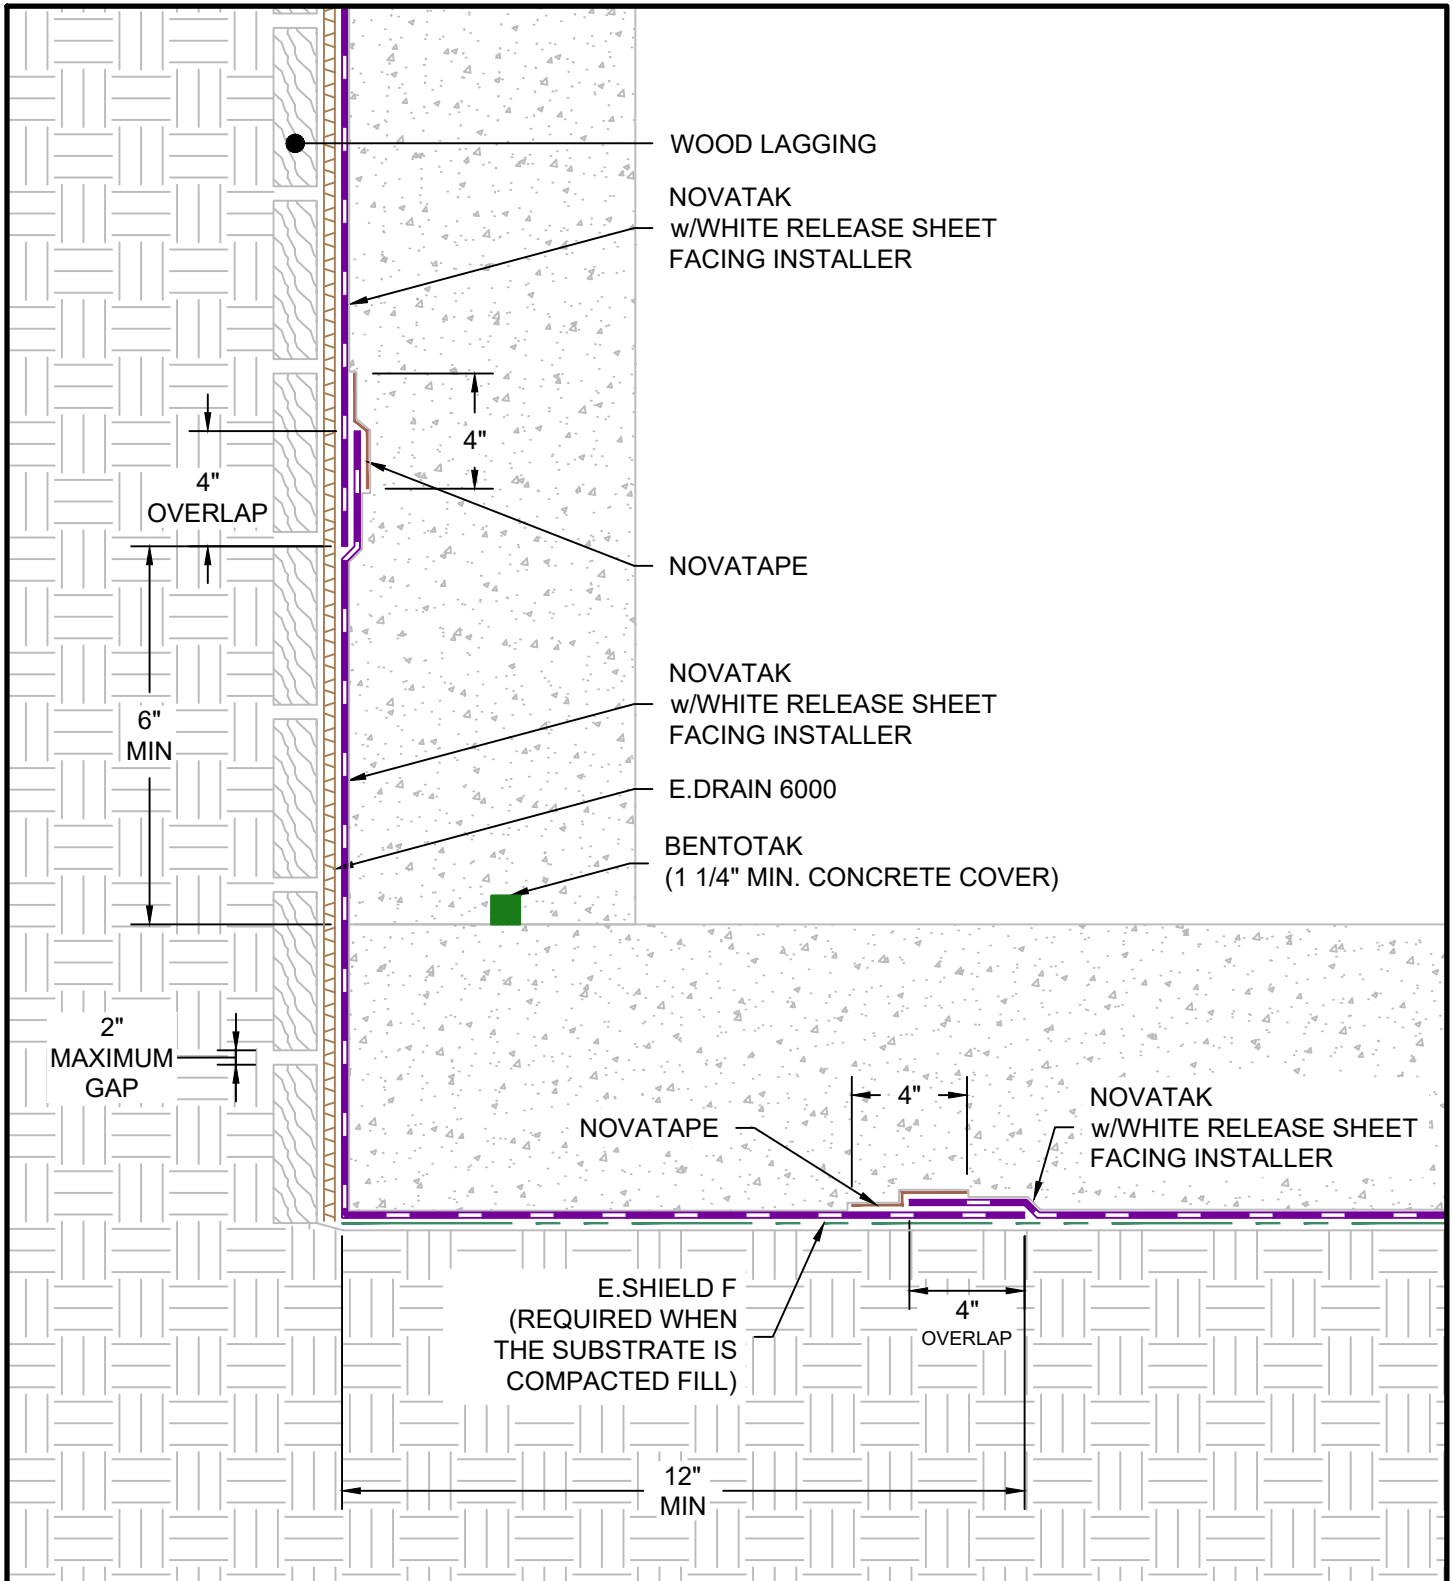 WOOD LAGGING
NOVATAK
w/WHITE RELEASE SHEET
FACING INSTALLER
4"
4"
OVERLAP
NOVATAPE
NOVATAK
w/WHITE RELEASE SHEET
FACING INSTALLER
6"
MIN
E.DRAIN 6000
BENTOTAK
(1 1/4" MIN. CONCRETE COVER)
2"
MAXIMUM
GAP
4"
NOVATAPE
NOVATAK
w/WHITE RELEASE SHEET
FACING INSTALLER
E.SHIELD F
(REQUIRED WHEN
THE SUBSTRATE IS
COMPACTED FILL)
4"
OVERLAP
12"
MIN